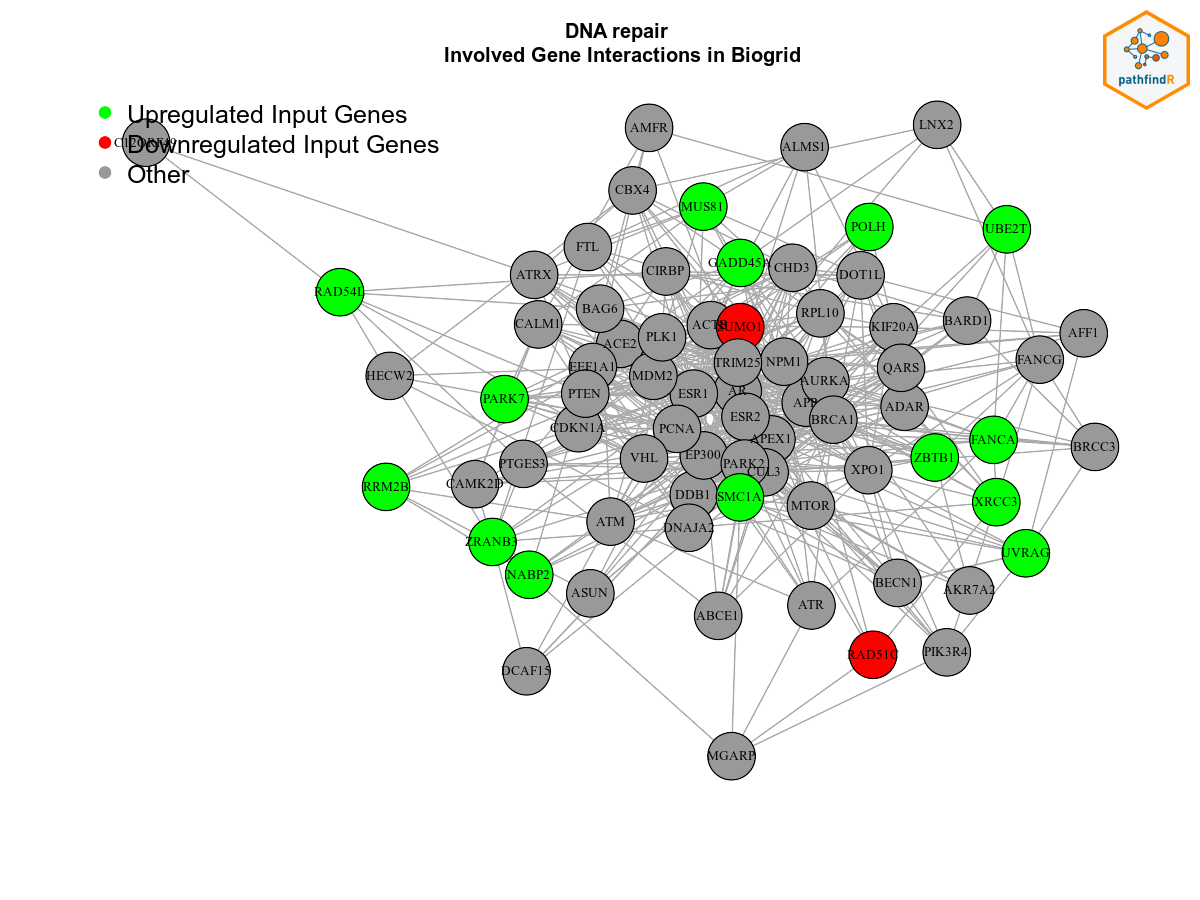 DNA repair
Involved Gene Interactions in Biogrid
pathfindR
Upregulated Input Genes
Downregulated Input Genes
Other
AMFR
LNX2
ALMS1
CBX4
MUS81
POLH
UBE2T
FTL
GADD45A
CIRBP
CHD3
ATRX
DOT1L
RAD54L
BAG6
RPL10
CALM1
ACTB
SUMO1
KIF20A
BARD1
AFF1
PLK1
ACE2
FANCG
TRIM25
NPM1
EEF1A1
QARS
HECW2
MDM2
AURKA
PTEN
ESR1
AR
PARK7
APP
ADAR
ESR2
BRCA1
CDKN1A
PCNA
APEX1
FANCA
BRCC3
VHL
EP300
ZBTB1
PTGES3
PARK2
CUL3
XPO1
CAMK2D
RRM2B
DDB1
SMC1A
XRCC3
MTOR
ATM
DNAJA2
ZRANB3
UVRAG
NABP2
BECN1
AKR7A2
ASUN
ATR
ABCE1
RAD51C
PIK3R4
DCAF15
MGARP